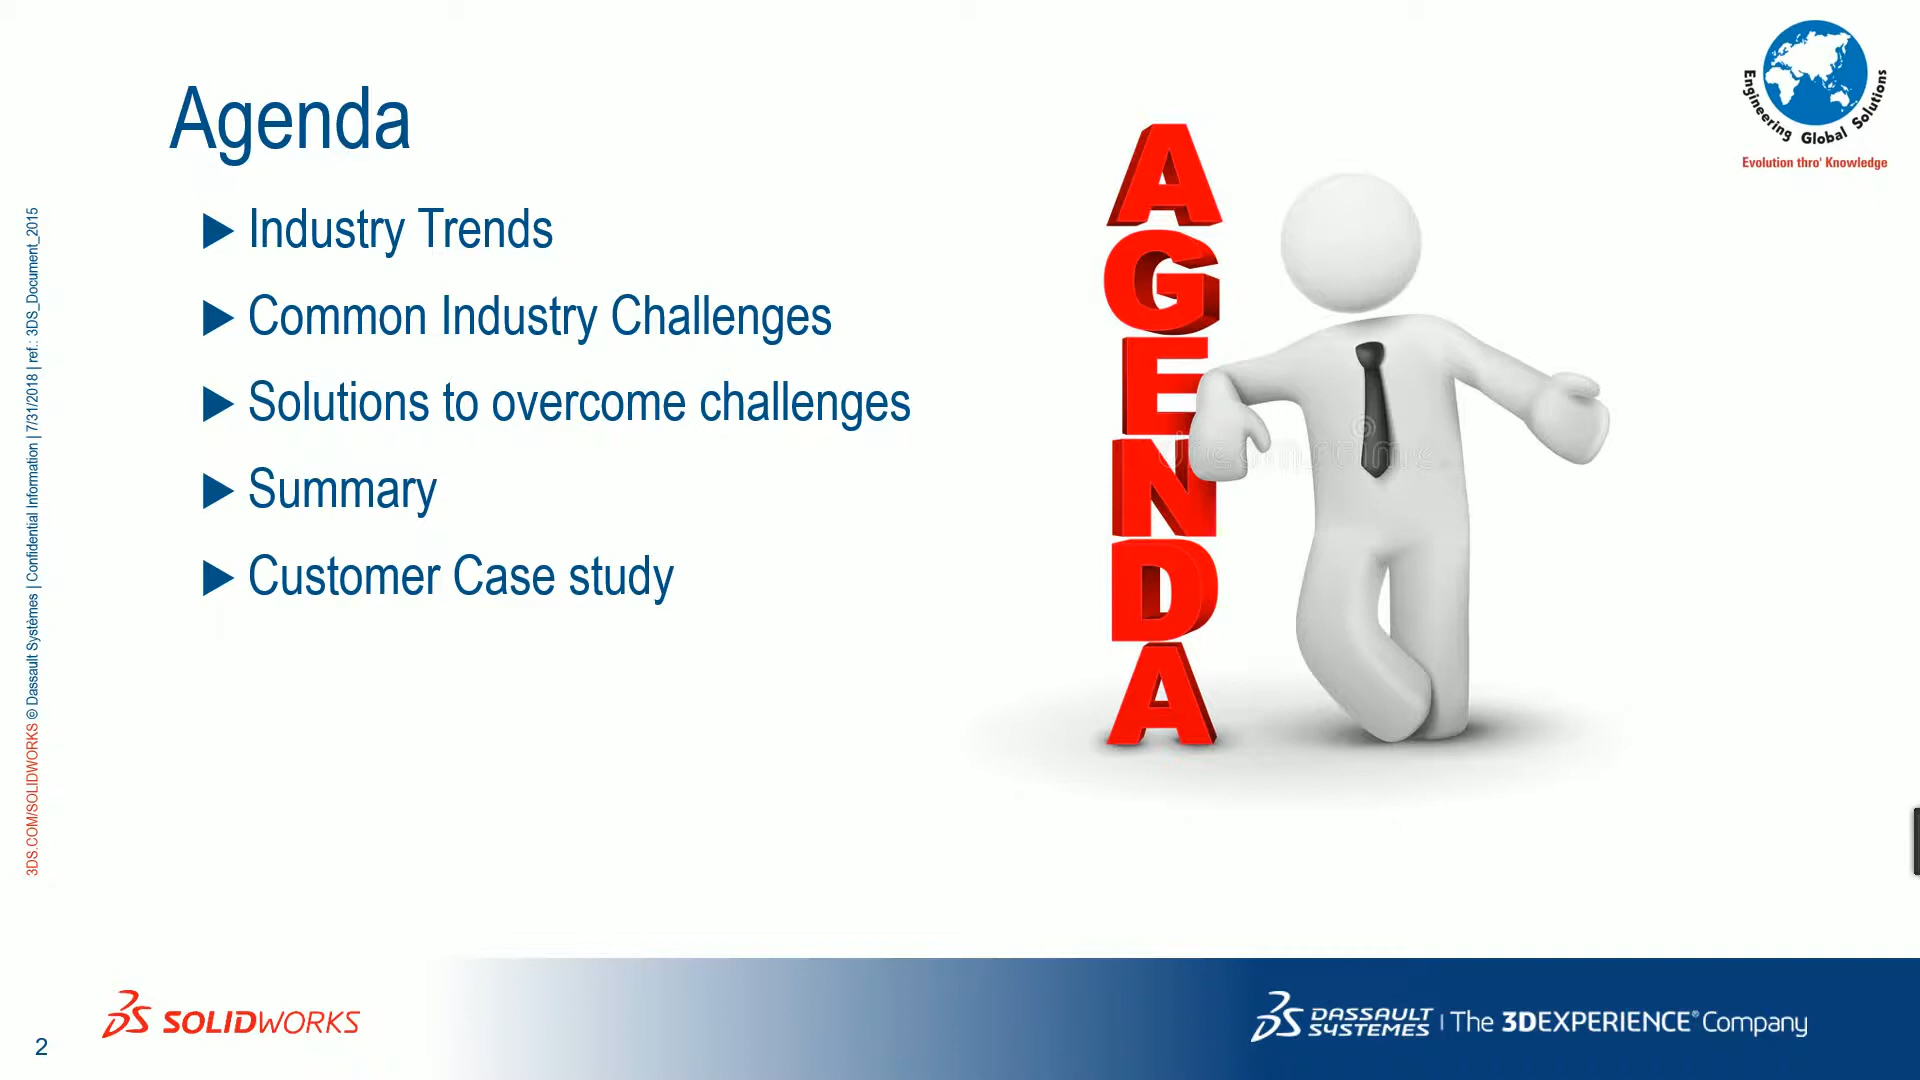 Agenda
Industry Trends
Common Industry Challenges
Solutions to overcome challenges
Summary
Customer Case study
AGENDA
dreamstime
Engineering Global Solutions
Evolution thro' Knowledge
3DS.COM/SOLIDWORKS © Dassault Systèmes | Confidential Information | 7/31/2018 | ref.: 3DS_Document_2015
2
SOLIDWORKS
DASSAULT SYSTEMES | The 3DEXPERIENCE® Company